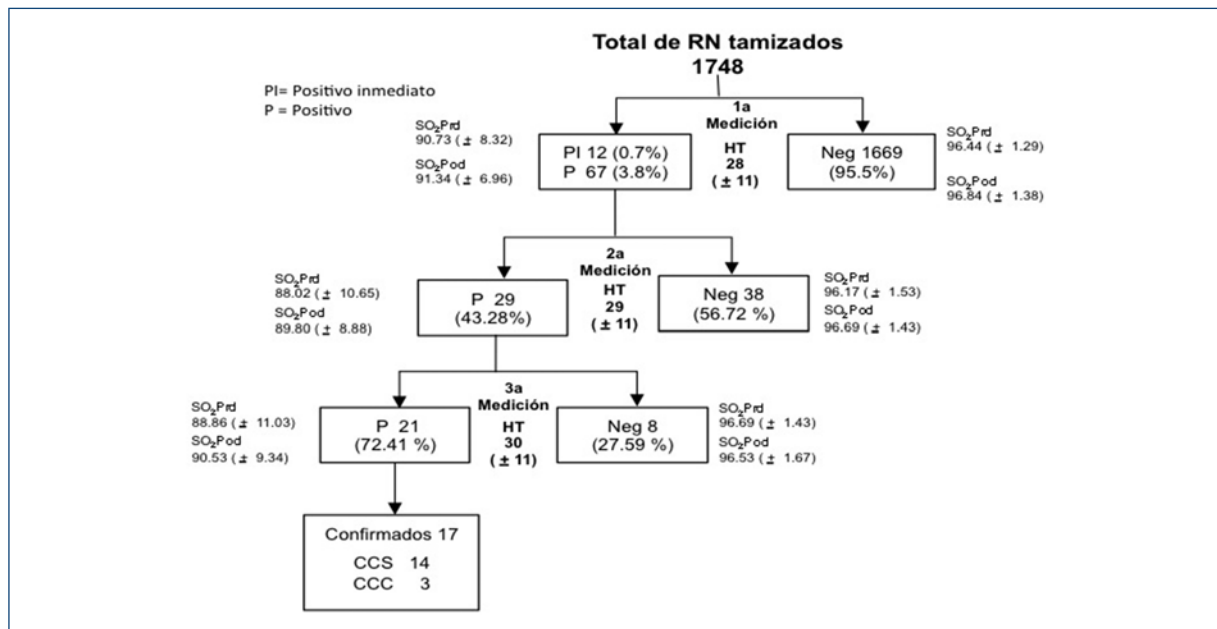 Total de RN tamizados
1748
PI= Positivo inmediato
P = Positivo
1a
Medición
HT
28
( ± 11)
SO₂Prd
90.73 ( ± 8.32)
SO₂Pod
91.34 ( ± 6.96)
PI 12 (0.7%)
P 67 (3.8%)
Neg 1669
(95.5%)
SO₂Prd
96.44 ( ± 1.29)
SO₂Pod
96.84 ( ± 1.38)
2a
Medición
HT
29
( ± 11)
SO₂Prd
88.02 ( ± 10.65)
SO₂Pod
89.80 ( ± 8.88)
P 29
(43.28%)
Neg 38
(56.72 %)
SO₂Prd
96.17 ( ± 1.53)
SO₂Pod
96.69 ( ± 1.43)
3a
Medición
HT
30
( ± 11)
SO₂Prd
88.86 ( ± 11.03)
SO₂Pod
90.53 ( ± 9.34)
P 21
(72.41 %)
Neg 8
(27.59 %)
SO₂Prd
96.69 ( ± 1.43)
SO₂Pod
96.53 ( ± 1.67)
Confirmados 17
CCS 14
CCC 3